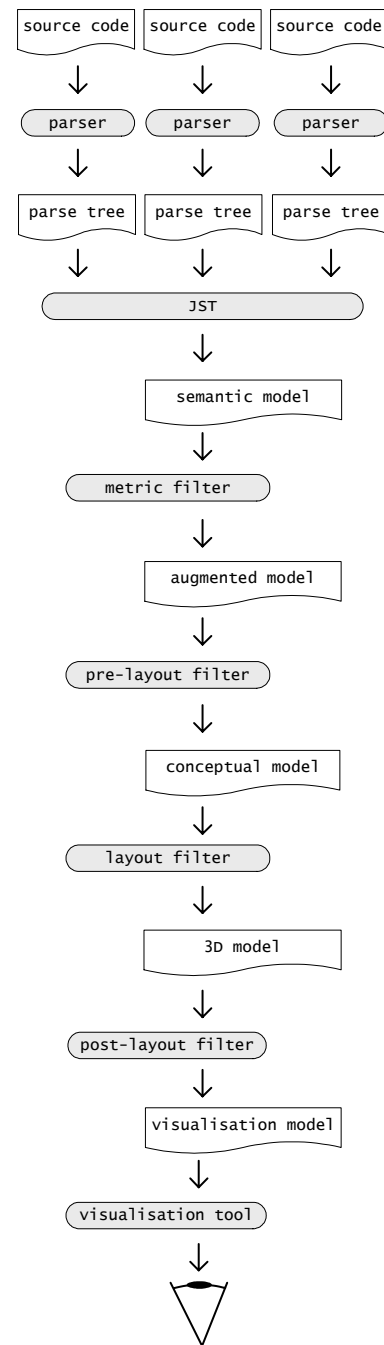 source code source code source code
parser parser parser
parse tree parse tree parse tree
JST
semantic model
metric filter
augmented model
pre-layout filter
conceptual model
layout filter
3D model
post-layout filter
visualisation model
visualisation tool